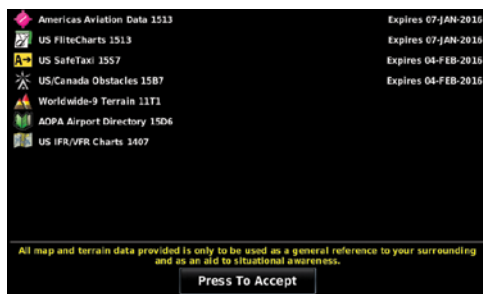 Americas Aviation Data 1513 Expires 07-JAN-2016
US FliteCharts 1513 Expires 07-JAN-2016
A→ US SafeTaxi 15S7 Expires 04-FEB-2016
US/Canada Obstacles 15B7 Expires 04-FEB-2016
Worldwide-9 Terrain 11T1
AOPA Airport Directory 15D6
US IFR/VFR Charts 1407
All map and terrain data provided is only to be used as a general reference to your surrounding
and as an aid to situational awareness.
Press To Accept